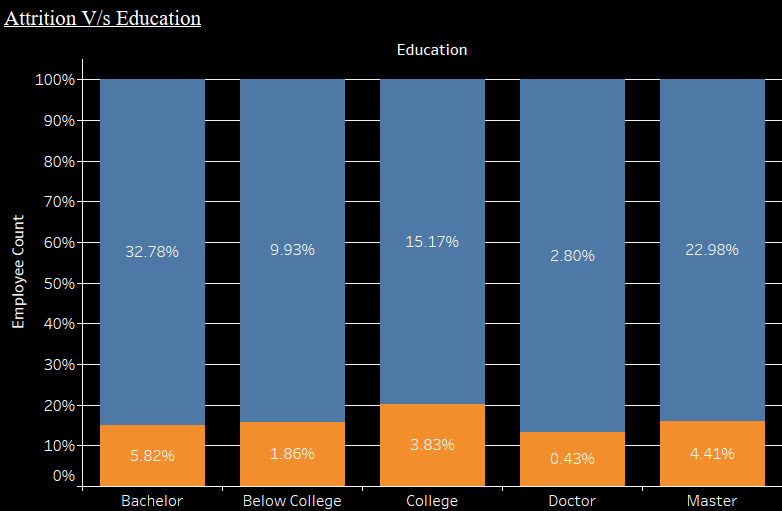 Attrition V/s Education
Education
100%
90%
80%
70%
60%
50%
40%
30%
20%
10%
0%
Employee Count
32.78%
9.93%
15.17%
2.80%
22.98%
5.82%
1.86%
3.83%
0.43%
4.41%
Bachelor
Below College
College
Doctor
Master